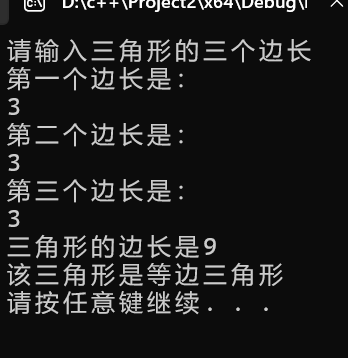 D:\c++\Project2\x64\Debug\
请输入三角形的三个边长
第一个边长是：
3
第二个边长是：
3
第三个边长是：
3
三角形的边长是9
该三角形是等边三角形
请按任意键继续. . .